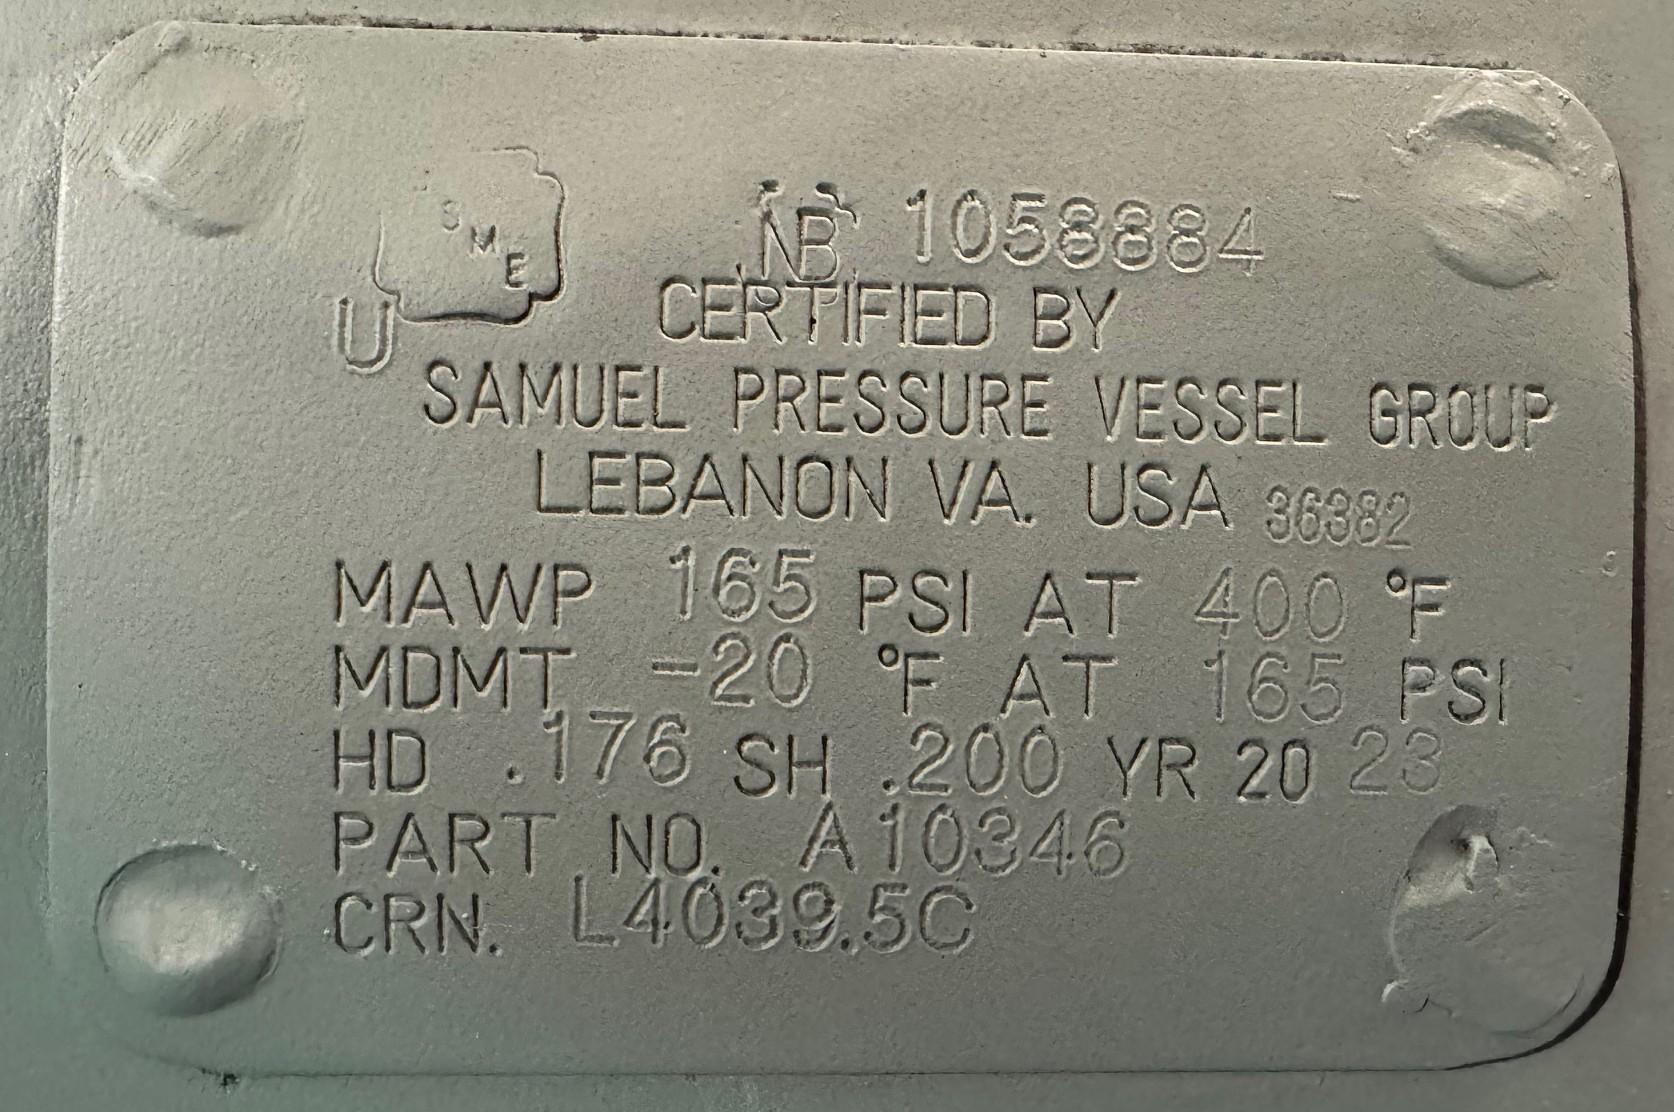 SME
NB 1058884
U
CERTIFIED BY
SAMUEL PRESSURE VESSEL GROUP
LEBANON VA. USA 36382
MAWP 165 PSI AT 400 °F
MDMT -20 °F AT 165 PSI
HD .176 SH .200 YR 20 23
PART NO. A10346
CRN. L4039.5C